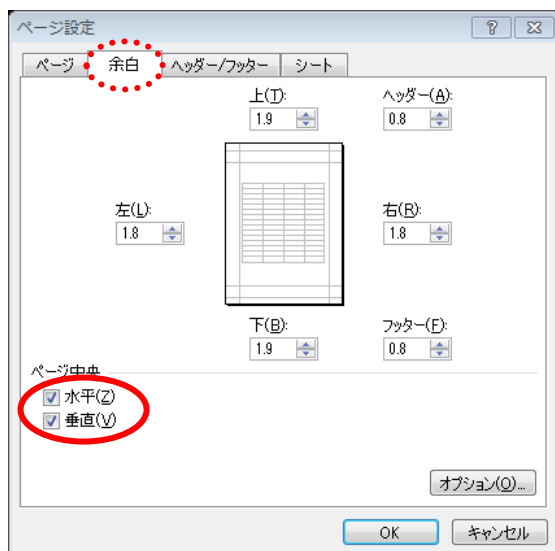 ページ設定
ページ 余白 ヘッダー/フッター シート
上(T): ヘッダー(A):
1.9 0.8
左(L): 右(R):
1.8 1.8
下(B): フッター(F):
1.9 0.8
ページ中央
水平(Z)
垂直(V)
オプション(O)...
OK キャンセル